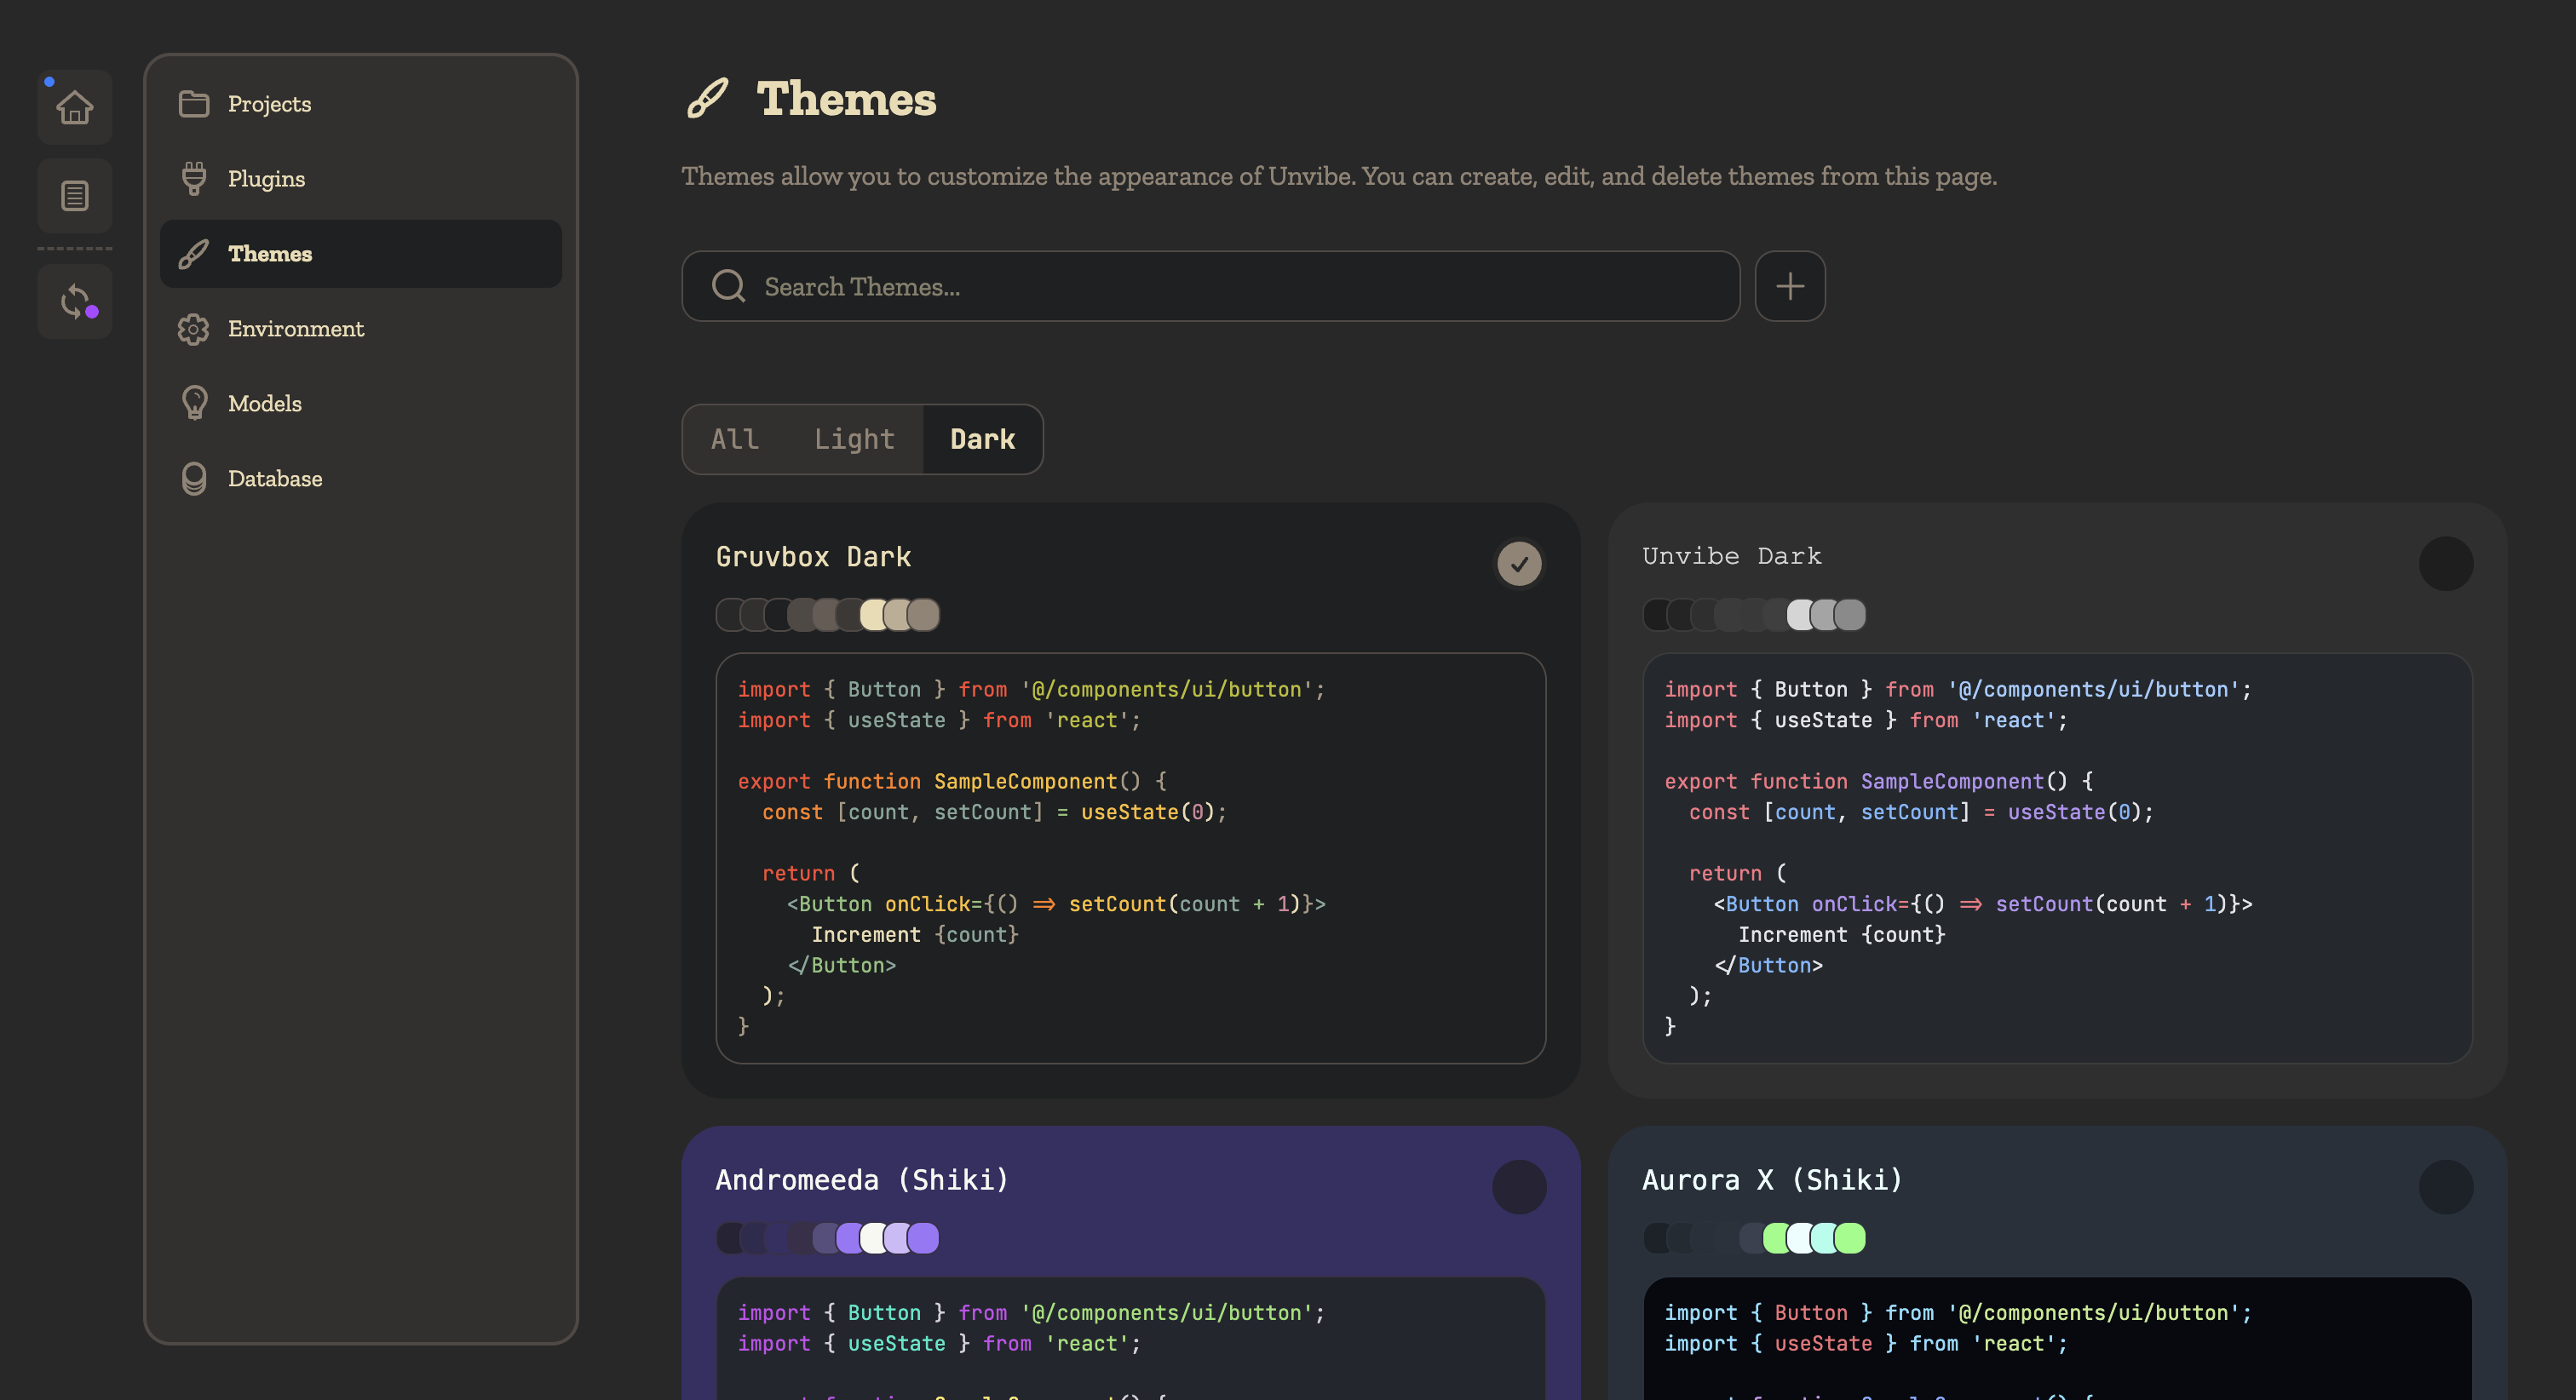 Projects
Plugins
Themes
Environment
Models
Database
Themes
Themes allow you to customize the appearance of Unvibe. You can create, edit, and delete themes from this page.
Search Themes...
All Light Dark
Gruvbox Dark
import { Button } from '@/components/ui/button';
import { useState } from 'react';
export function SampleComponent() {
const [count, setCount] = useState(0);
return (
<Button onClick={() => setCount(count + 1)}>
Increment {count}
</Button>
);
}
Unvibe Dark
import { Button } from '@/components/ui/button';
import { useState } from 'react';
export function SampleComponent() {
const [count, setCount] = useState(0);
return (
<Button onClick={() => setCount(count + 1)}>
Increment {count}
</Button>
);
}
Andromeeda (Shiki)
import { Button } from '@/components/ui/button';
import { useState } from 'react';
Aurora X (Shiki)
import { Button } from '@/components/ui/button';
import { useState } from 'react';